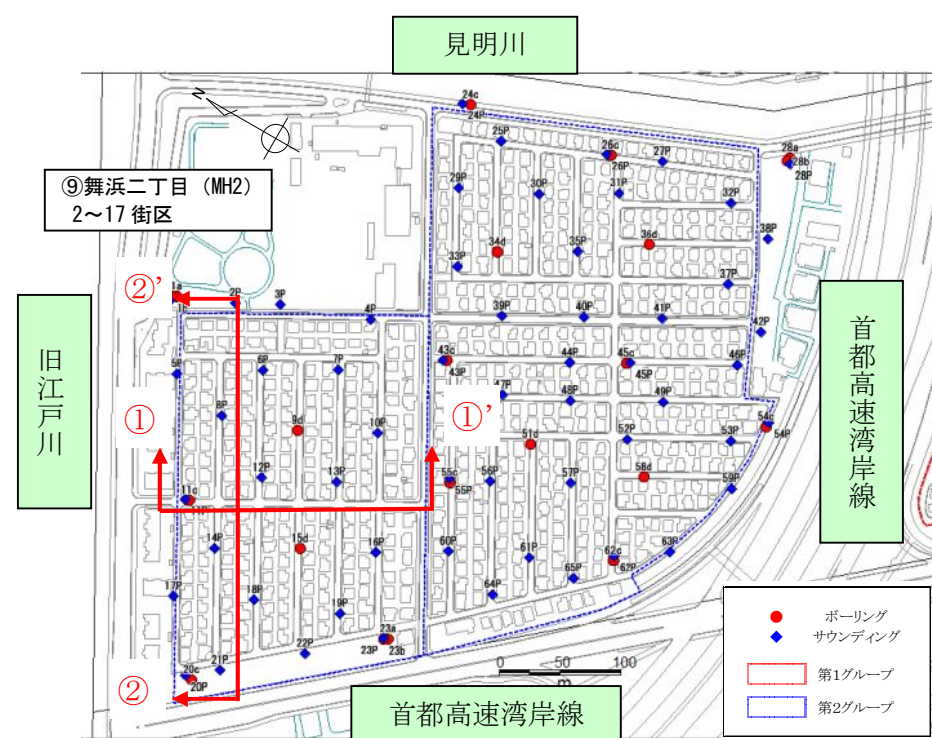 見明川
N
24c
24P
25P
26c
26P
27P
28a
28b
28P
⑨舞浜二丁目（MH2）
2～17 街区
29P
30P
31P
32P
34d
35P
36d
38P
33P
37P
②’
1a
1P
2P
3P
4P
39P
40P
41P
42P
旧江戸川
首都高速湾岸線
5P
6P
7P
43c
43P
44P
45c
45P
46P
47P
48P
49P
①
8P
9d
10P
①’
51d
52P
53P
54c
54P
12P
13P
55c
55P
56P
57P
58d
59P
11c
11P
14P
15d
16P
60P
61P
62c
62P
63P
17P
18P
19P
64P
65P
23a
23P
23b
22P
21P
20c
20P
②
0
50
100
m
首都高速湾岸線
ボーリング
サウンディング
第1グループ
第2グループ